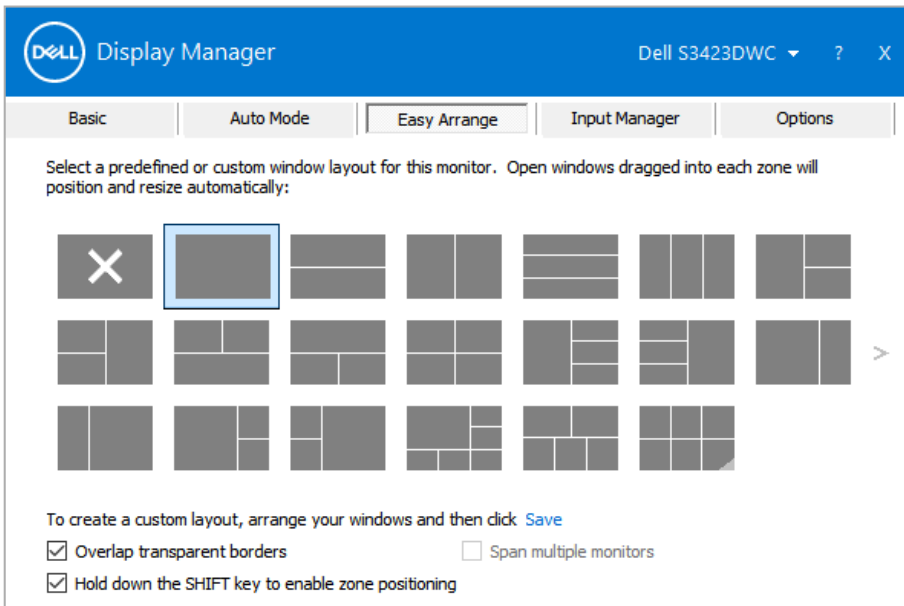 DELL Display Manager Dell S3423DWC ? X
Basic Auto Mode Easy Arrange Input Manager Options
Select a predefined or custom window layout for this monitor. Open windows dragged into each zone will
position and resize automatically:
>
To create a custom layout, arrange your windows and then click Save
Overlap transparent borders Span multiple monitors
Hold down the SHIFT key to enable zone positioning